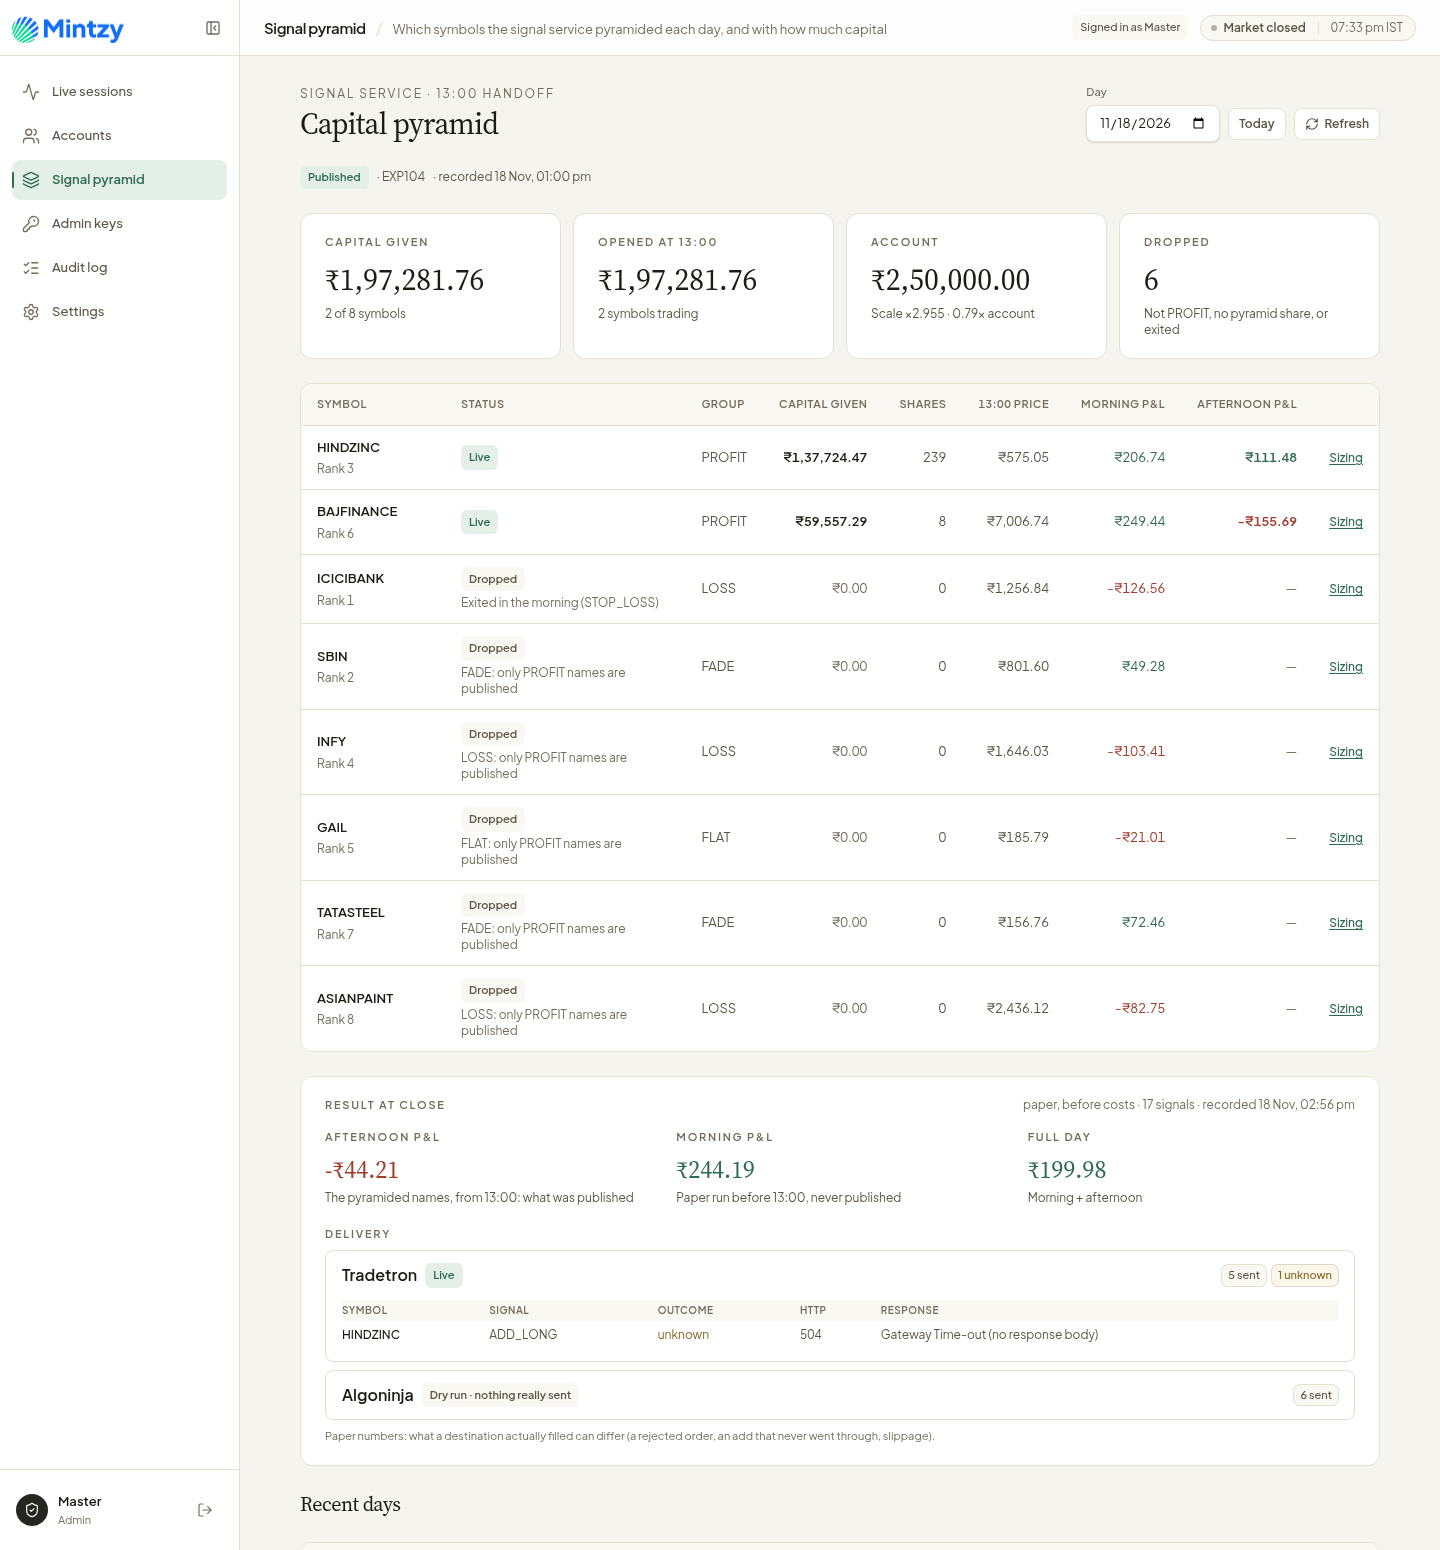 Mintzy
Signal pyramid / Which symbols the signal service pyramided each day, and with how much capital
Signed in as Master
Market closed | 07:33 pm IST
Live sessions
Accounts
Signal pyramid
Admin keys
Audit log
Settings
Master
Admin
SIGNAL SERVICE · 13:00 HANDOFF
Capital pyramid
Day
11/18/2026
Today
Refresh
Published · EXP104 · recorded 18 Nov, 01:00 pm
CAPITAL GIVEN
₹1,97,281.76
2 of 8 symbols
OPENED AT 13:00
₹1,97,281.76
2 symbols trading
ACCOUNT
₹2,50,000.00
Scale ×2.955 · 0.79× account
DROPPED
6
Not PROFIT, no pyramid share, or
exited
SYMBOL STATUS GROUP CAPITAL GIVEN SHARES 13:00 PRICE MORNING P&L AFTERNOON P&L
HINDZINC
Rank 3
Live PROFIT ₹1,37,724.47 239 ₹575.05 ₹206.74 ₹111.48 Sizing
BAJFINANCE
Rank 6
Live PROFIT ₹59,557.29 8 ₹7,006.74 ₹249.44 -₹155.69 Sizing
ICICIBANK
Rank 1
Dropped
Exited in the morning (STOP_LOSS)
LOSS ₹0.00 0 ₹1,256.84 -₹126.56 — Sizing
SBIN
Rank 2
Dropped
FADE: only PROFIT names are
published
FADE ₹0.00 0 ₹801.60 ₹49.28 — Sizing
INFY
Rank 4
Dropped
LOSS: only PROFIT names are
published
LOSS ₹0.00 0 ₹1,646.03 -₹103.41 — Sizing
GAIL
Rank 5
Dropped
FLAT: only PROFIT names are
published
FLAT ₹0.00 0 ₹185.79 -₹21.01 — Sizing
TATASTEEL
Rank 7
Dropped
FADE: only PROFIT names are
published
FADE ₹0.00 0 ₹156.76 ₹72.46 — Sizing
ASIANPAINT
Rank 8
Dropped
LOSS: only PROFIT names are
published
LOSS ₹0.00 0 ₹2,436.12 -₹82.75 — Sizing
RESULT AT CLOSE
paper, before costs · 17 signals · recorded 18 Nov, 02:56 pm
AFTERNOON P&L
-₹44.21
The pyramided names, from 13:00: what was published
MORNING P&L
₹244.19
Paper run before 13:00, never published
FULL DAY
₹199.98
Morning + afternoon
DELIVERY
Tradetron Live 5 sent 1 unknown
SYMBOL SIGNAL OUTCOME HTTP RESPONSE
HINDZINC ADD_LONG unknown 504 Gateway Time-out (no response body)
Algoninja Dry run · nothing really sent 6 sent
Paper numbers: what a destination actually filled can differ (a rejected order, an add that never went through, slippage).
Recent days